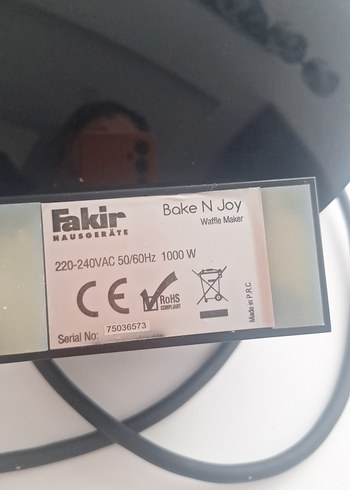 Fakir
HAUSGERÄTE
Bake N Joy
Waffle Maker
220-240VAC 50/60Hz 1000 W
CE
RoHS
COMPLIANT
Made in P.R.C
Serial No: 75036573